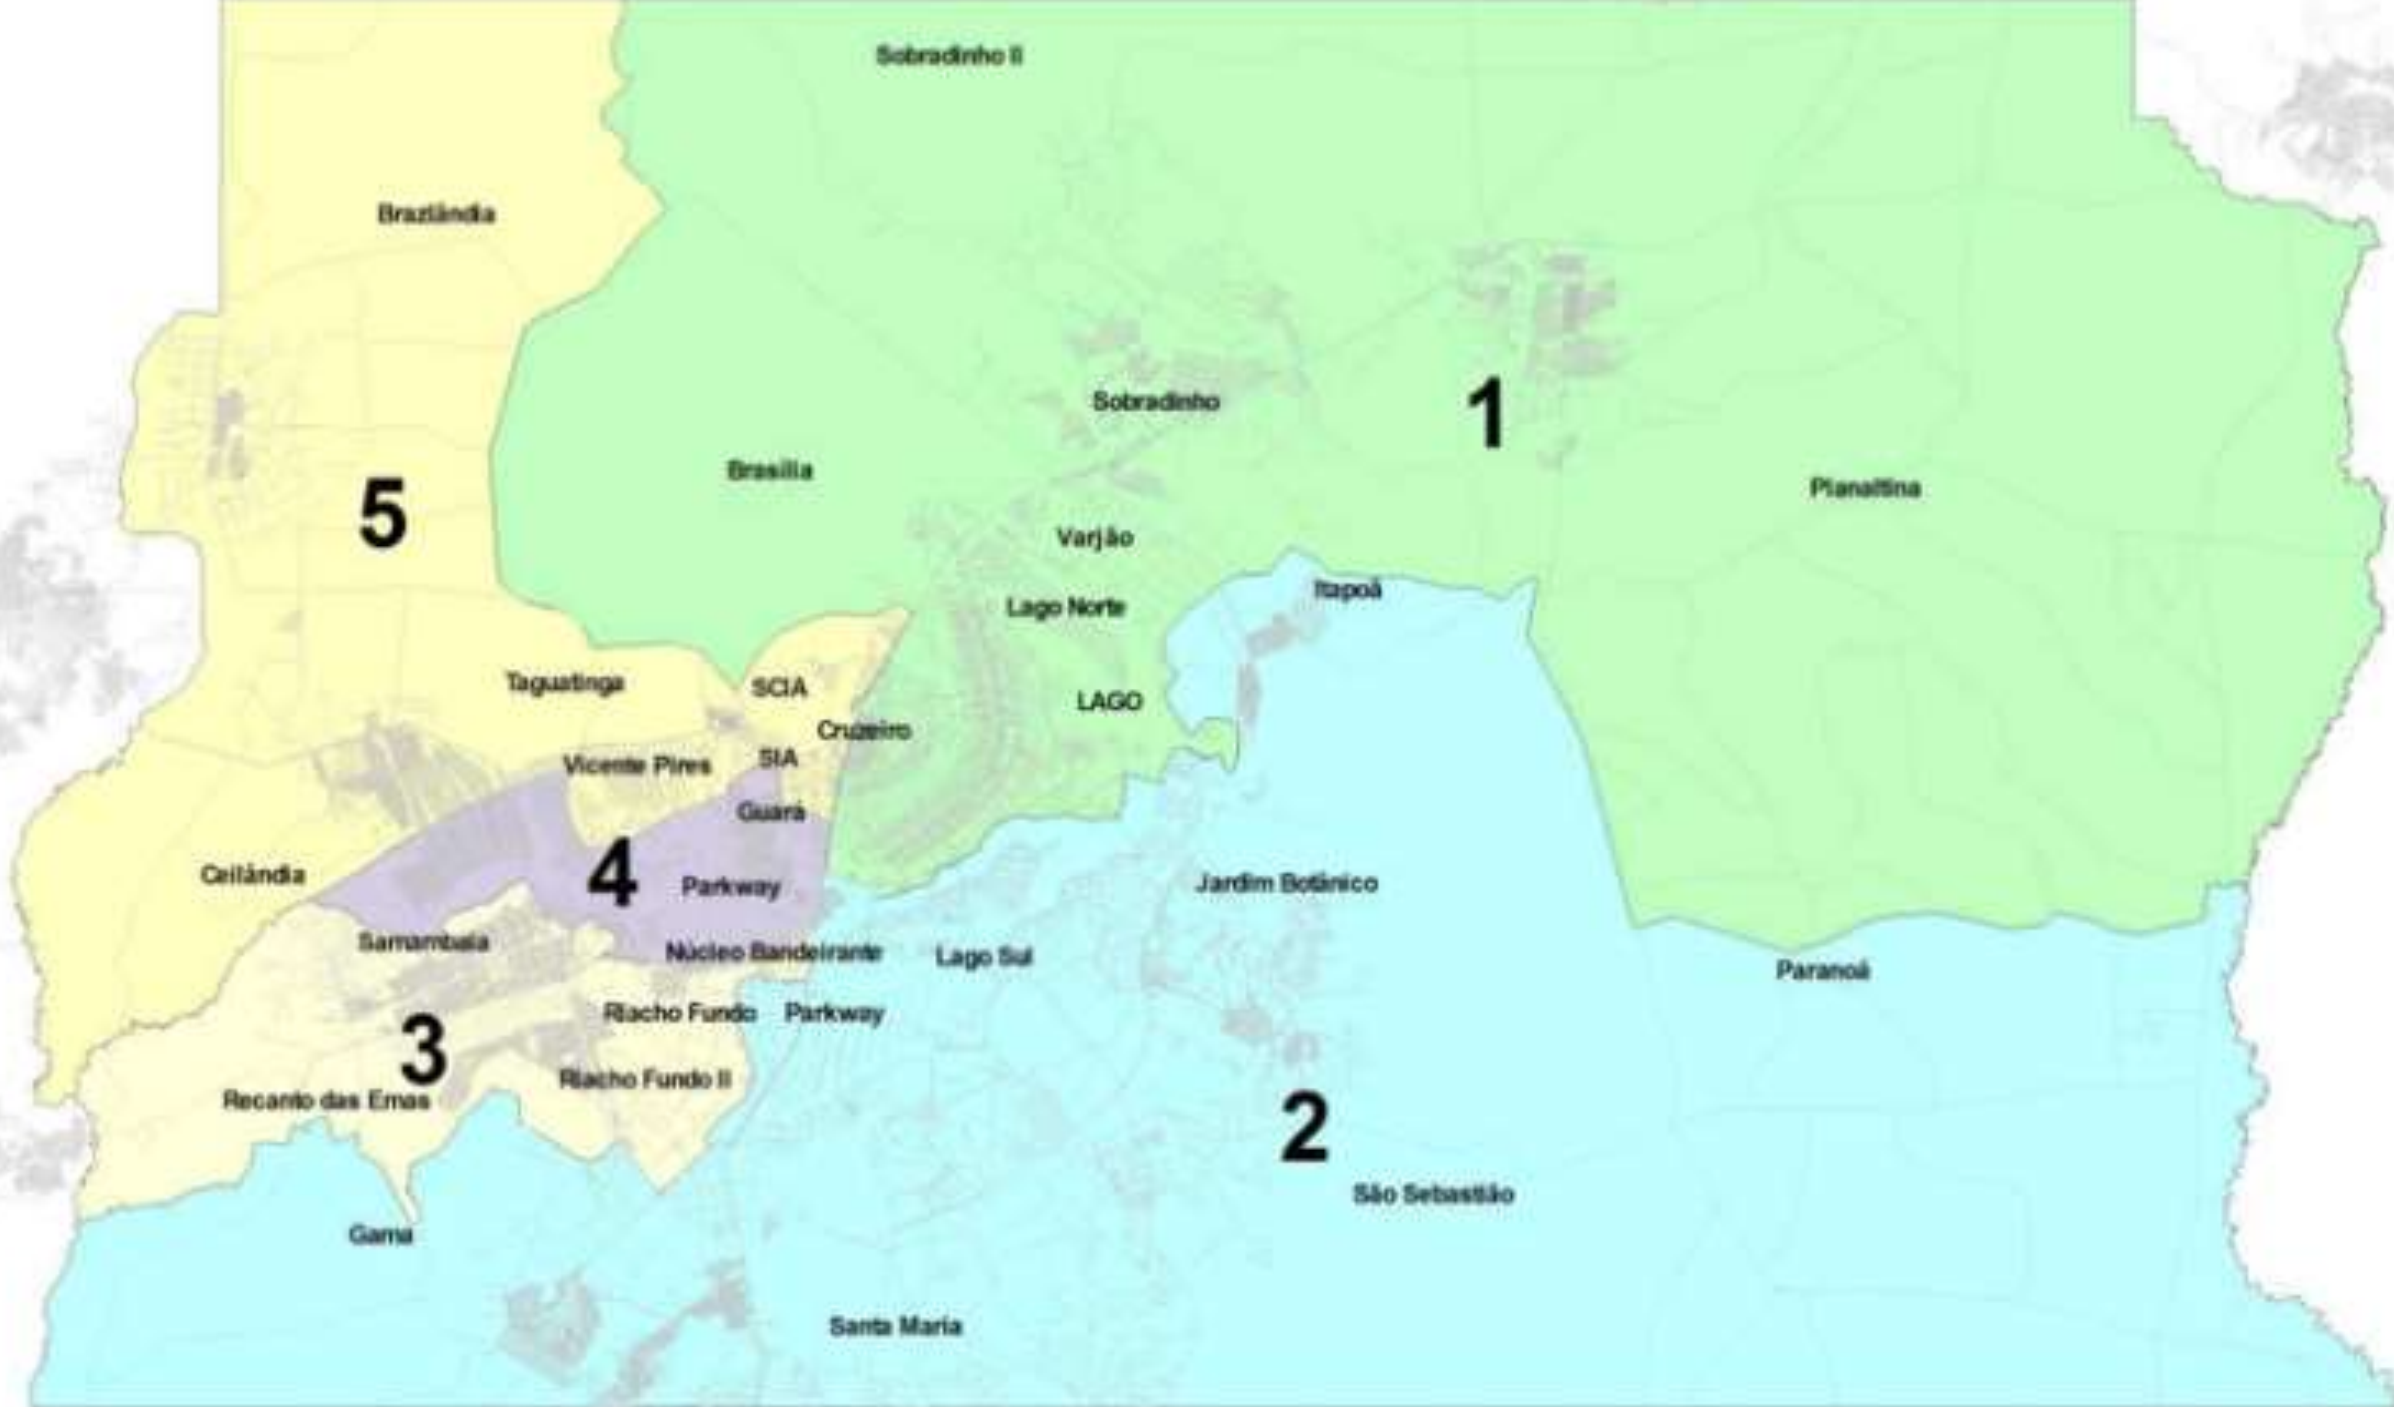 Sobradinho II
Brazlândia
1
Sobradinho
Brasília
Planaltina
5
Varjão
Itapoã
Lago Norte
Taguatinga
SCIA
LAGO
Cruzeiro
Vicente Pires
SIA
Guará
4
Ceilândia
Parkway
Jardim Botânico
Samambaia
Núcleo Bandeirante
Lago Sul
Paranoá
Riacho Fundo
Parkway
3
Riacho Fundo II
Recanto das Emas
2
São Sebastião
Gama
Santa Maria